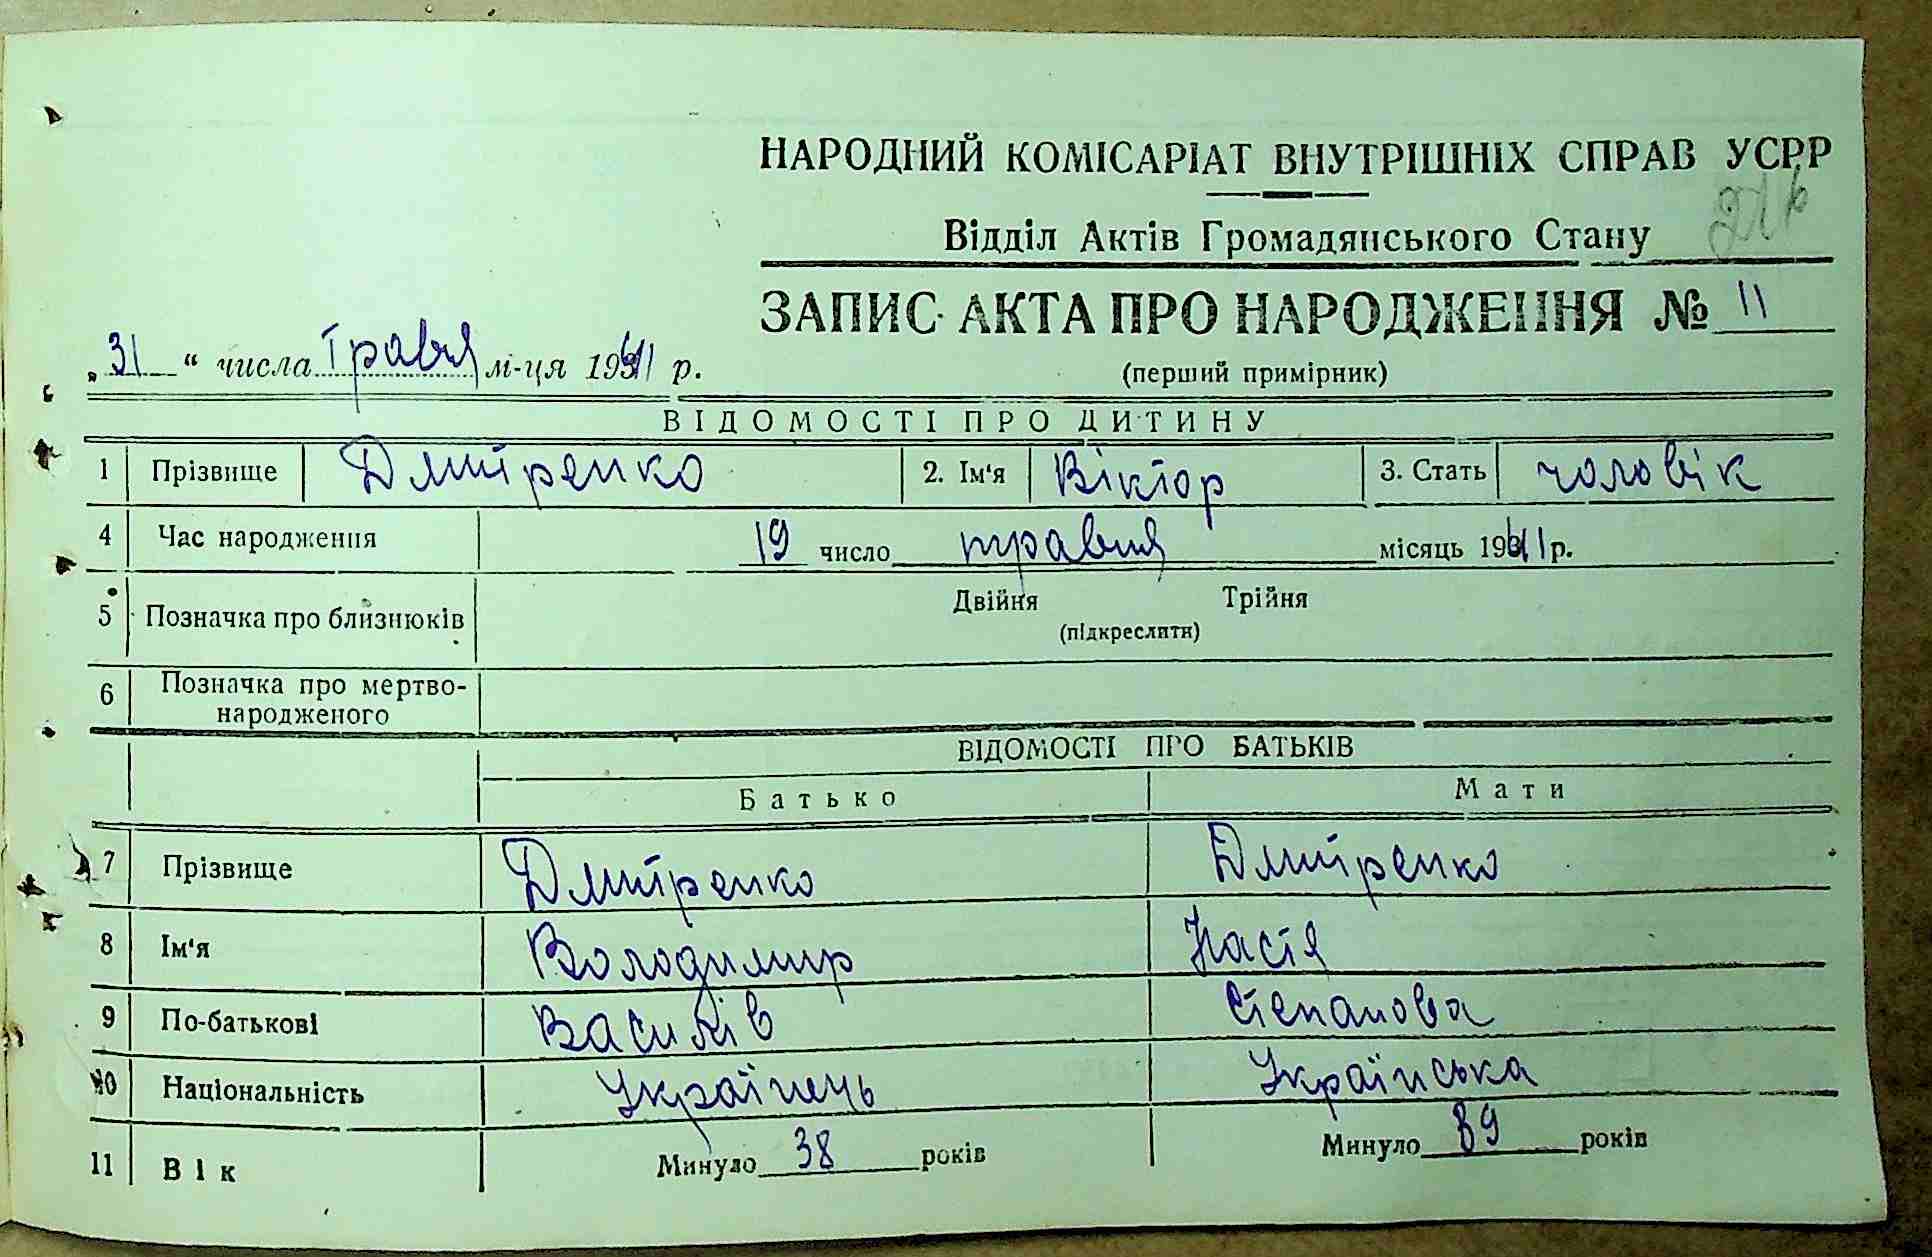 НАРОДНИЙ КОМІСАРІАТ ВНУТРІШНІХ СПРАВ УСРР
Відділ Актів Громадянського Стану
ЗАПИС АКТА ПРО НАРОДЖЕННЯ № 11
„31“ числа травня м-ця 1941 р.
(перший примірник)
ВІДОМОСТІ ПРО ДИТИНУ
1 Прізвище Дмитренко 2. Ім‘я Віктор 3. Стать чоловік
4 Час народження 19 число травня місяць 1941 р.
5 Позначка про близнюків Двійня Трійня
(підкреслити)
6 Позначка про мертво-
народженого
ВІДОМОСТІ ПРО БАТЬКІВ
Батько Мати
7 Прізвище Дмитренко Дмитренко
8 Ім‘я Володимир Настя
9 По-батькові Василів Степанова
10 Національність Українець Українська
11 Вік Минуло 38 років Минуло 39 років